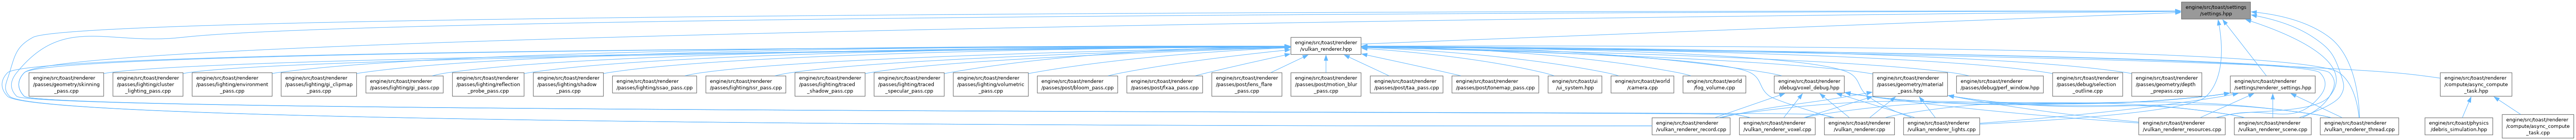 engine/src/toast/settings
/settings.hpp
engine/src/toast/renderer
/vulkan_renderer.hpp
engine/src/toast/renderer
/passes/geometry/skinning
_pass.cpp
engine/src/toast/renderer
/passes/lighting/cluster
_lighting_pass.cpp
engine/src/toast/renderer
/passes/lighting/environment
_pass.cpp
engine/src/toast/renderer
/passes/lighting/gi_clipmap
_pass.cpp
engine/src/toast/renderer
/passes/lighting/gi_pass.cpp
engine/src/toast/renderer
/passes/lighting/reflection
_probe_pass.cpp
engine/src/toast/renderer
/passes/lighting/shadow
_pass.cpp
engine/src/toast/renderer
/passes/lighting/ssao_pass.cpp
engine/src/toast/renderer
/passes/lighting/ssr_pass.cpp
engine/src/toast/renderer
/passes/lighting/traced
_shadow_pass.cpp
engine/src/toast/renderer
/passes/lighting/traced
_specular_pass.cpp
engine/src/toast/renderer
/passes/lighting/volumetric
_pass.cpp
engine/src/toast/renderer
/passes/post/bloom_pass.cpp
engine/src/toast/renderer
/passes/post/fxaa_pass.cpp
engine/src/toast/renderer
/passes/post/lens_flare
_pass.cpp
engine/src/toast/renderer
/passes/post/motion_blur
_pass.cpp
engine/src/toast/renderer
/passes/post/taa_pass.cpp
engine/src/toast/renderer
/passes/post/tonemap_pass.cpp
engine/src/toast/ui
/ui_system.hpp
engine/src/toast/world
/camera.cpp
engine/src/toast/world
/fog_volume.cpp
engine/src/toast/renderer
/debug/voxel_debug.hpp
engine/src/toast/renderer
/passes/geometry/material
_pass.hpp
engine/src/toast/renderer
/passes/debug/perf_window.hpp
engine/src/toast/renderer
/passes/debug/selection
_outline.cpp
engine/src/toast/renderer
/passes/geometry/depth
_prepass.cpp
engine/src/toast/renderer
/settings/renderer_settings.hpp
engine/src/toast/renderer
/compute/async_compute
_task.hpp
engine/src/toast/renderer
/vulkan_renderer_record.cpp
engine/src/toast/renderer
/vulkan_renderer_voxel.cpp
engine/src/toast/renderer
/vulkan_renderer.cpp
engine/src/toast/renderer
/vulkan_renderer_lights.cpp
engine/src/toast/renderer
/vulkan_renderer_resources.cpp
engine/src/toast/renderer
/vulkan_renderer_scene.cpp
engine/src/toast/renderer
/vulkan_renderer_thread.cpp
engine/src/toast/physics
/debris_simulation.hpp
engine/src/toast/renderer
/compute/async_compute
_task.cpp